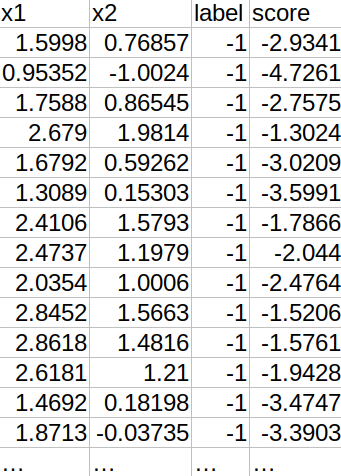 x1 x2 label score
1.5998 0.76857 -1 -2.9341
0.95352 -1.0024 -1 -4.7261
1.7588 0.86545 -1 -2.7575
2.679 1.9814 -1 -1.3024
1.6792 0.59262 -1 -3.0209
1.3089 0.15303 -1 -3.5991
2.4106 1.5793 -1 -1.7866
2.4737 1.1979 -1 -2.044
2.0354 1.0006 -1 -2.4764
2.8452 1.5663 -1 -1.5206
2.8618 1.4816 -1 -1.5761
2.6181 1.21 -1 -1.9428
1.4692 0.18198 -1 -3.4747
1.8713 -0.03735 -1 -3.3903
... ... ... ...